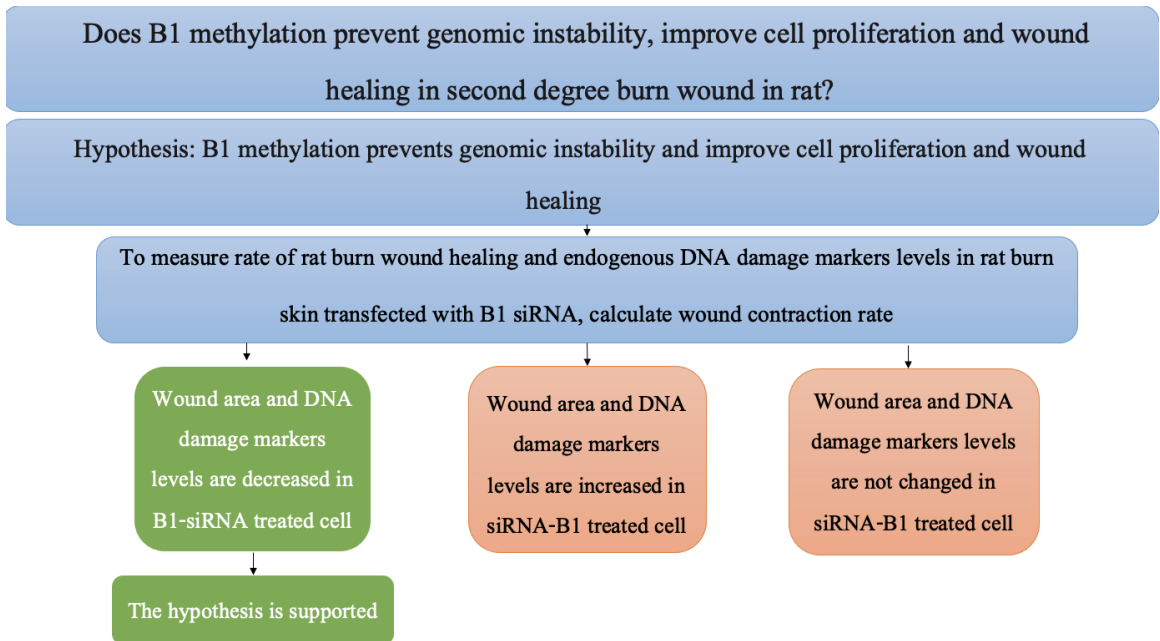 Does B1 methylation prevent genomic instability, improve cell proliferation and wound
healing in second degree burn wound in rat?
Hypothesis: B1 methylation prevents genomic instability and improve cell proliferation and wound
healing
To measure rate of rat burn wound healing and endogenous DNA damage markers levels in rat burn
skin transfected with B1 siRNA, calculate wound contraction rate
Wound area and DNA
damage markers
levels are decreased in
B1-siRNA treated cell
Wound area and DNA
damage markers
levels are increased in
siRNA-B1 treated cell
Wound area and DNA
damage markers levels
are not changed in
siRNA-B1 treated cell
The hypothesis is supported